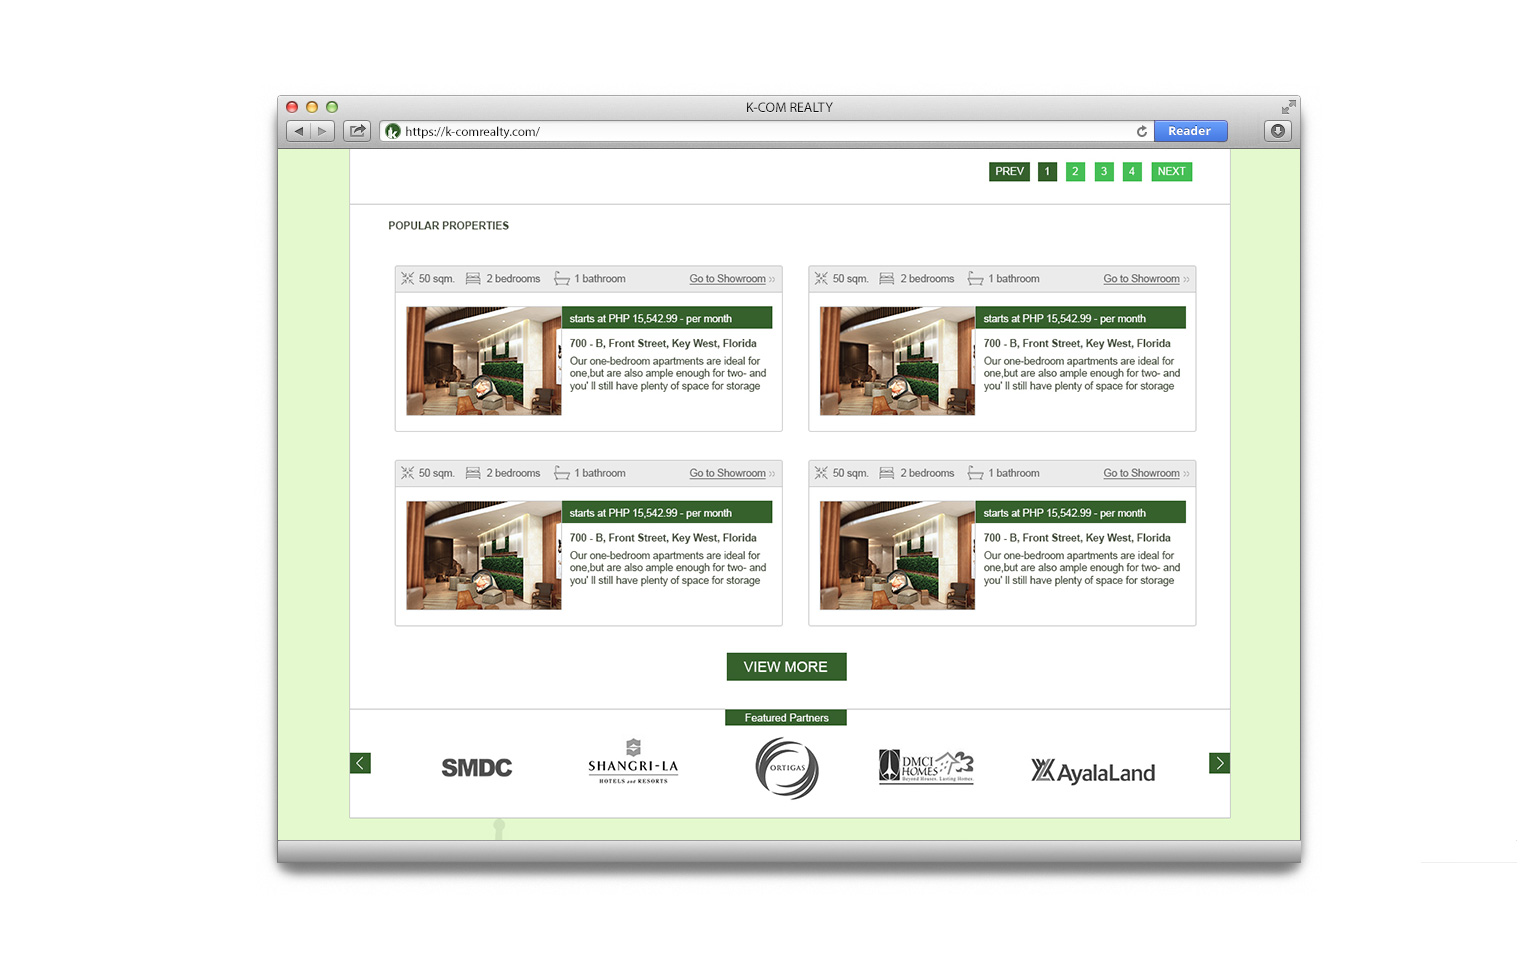 K-COM REALTY
https://k-comrealty.com/
Reader
PREV 1 2 3 4 NEXT
POPULAR PROPERTIES
50 sqm. 2 bedrooms 1 bathroom Go to Showroom »
starts at PHP 15,542.99 - per month
700 - B, Front Street, Key West, Florida
Our one-bedroom apartments are ideal for
one,but are also ample enough for two- and
you' ll still have plenty of space for storage
50 sqm. 2 bedrooms 1 bathroom Go to Showroom »
starts at PHP 15,542.99 - per month
700 - B, Front Street, Key West, Florida
Our one-bedroom apartments are ideal for
one,but are also ample enough for two- and
you' ll still have plenty of space for storage
50 sqm. 2 bedrooms 1 bathroom Go to Showroom »
starts at PHP 15,542.99 - per month
700 - B, Front Street, Key West, Florida
Our one-bedroom apartments are ideal for
one,but are also ample enough for two- and
you' ll still have plenty of space for storage
50 sqm. 2 bedrooms 1 bathroom Go to Showroom »
starts at PHP 15,542.99 - per month
700 - B, Front Street, Key West, Florida
Our one-bedroom apartments are ideal for
one,but are also ample enough for two- and
you' ll still have plenty of space for storage
VIEW MORE
Featured Partners
SMDC
SHANGRI-LA
HOTELS and RESORTS
ORTIGAS
DMCI
HOMES
Beyond Houses. Lasting Homes.
AyalaLand